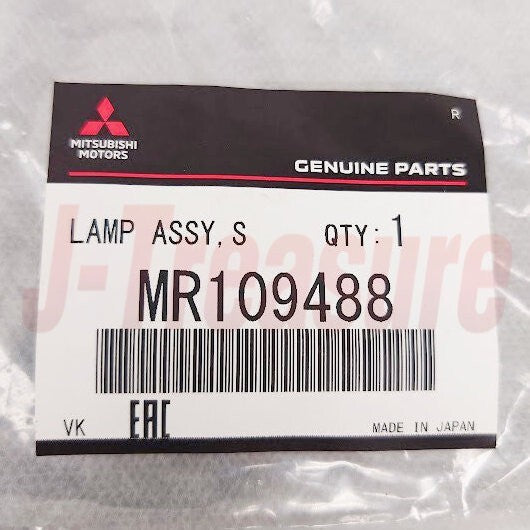 R
MITSUBISHI
MOTORS
GENUINE PARTS
LAMP ASSY,S QTY:1
MR109488
J-Treasure
VK EAC MADE IN JAPAN